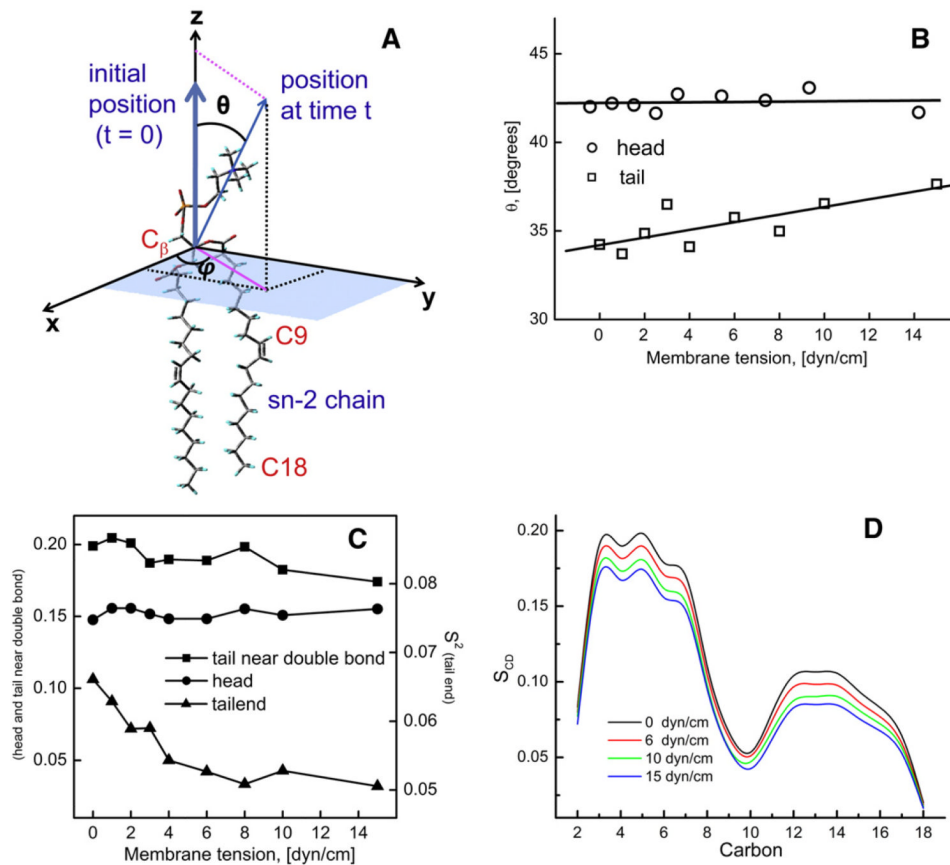 A
z
initial
position
(t = 0)
θ
position
at time t
Cβ
φ
x
y
C9
sn-2 chain
C18
B
45
40
35
30
θ, [degrees]
head
tail
0 2 4 6 8 10 12 14
Membrane tension, [dyn/cm]
C
0.20
0.15
0.10
0.05
(head and tail near double bond)
0.08
0.07
0.06
0.05
S² (tail end)
tail near double bond
head
tailend
0 2 4 6 8 10 12 14
Membrane tension, [dyn/cm]
D
0.20
0.15
0.10
0.05
S_CD
0 dyn/cm
6 dyn/cm
10 dyn/cm
15 dyn/cm
2 4 6 8 10 12 14 16 18
Carbon